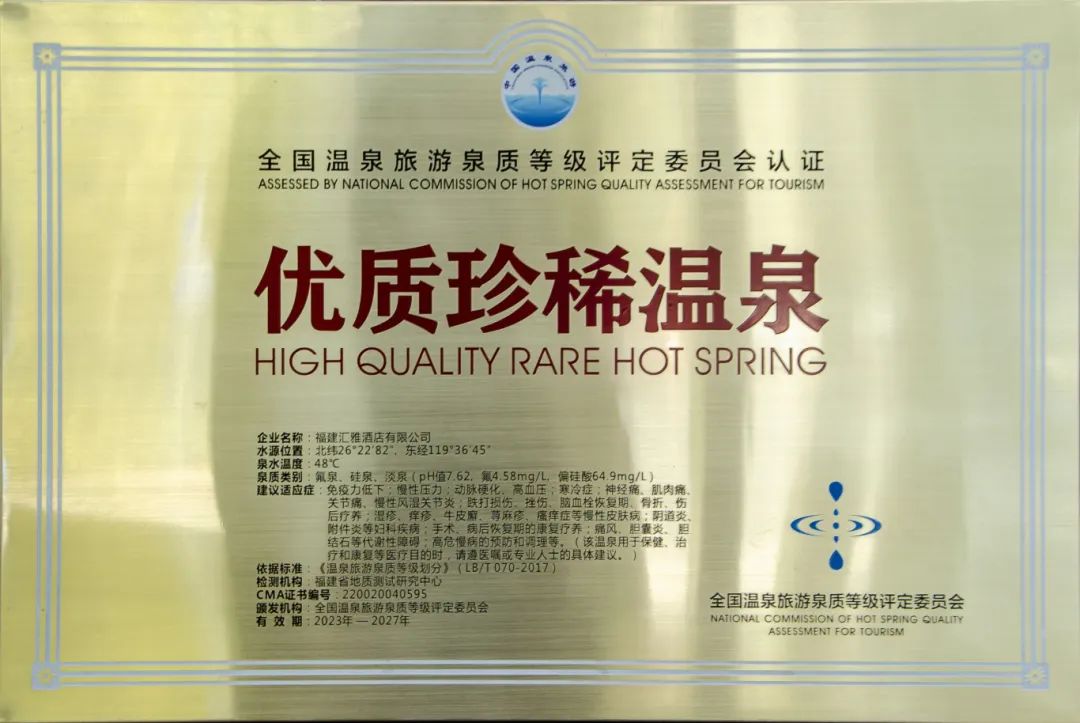 中国温泉旅游
全国温泉旅游泉质等级评定委员会认证
ASSESSED BY NATIONAL COMMISSION OF HOT SPRING QUALITY ASSESSMENT FOR TOURISM
优质珍稀温泉
HIGH QUALITY RARE HOT SPRING
企业名称：福建汇雅酒店有限公司
水源位置：北纬26°22'82"，东经119°36'45"
泉水温度：48℃
泉质类别：氟泉、硅泉、淡泉（pH值7.62，氟4.58mg/L，偏硅酸64.9mg/L）
建议适应症：免疫力低下；慢性压力；动脉硬化、高血压；寒冷症；神经痛、肌肉痛、
关节痛、慢性风湿关节炎；跌打损伤、挫伤、脑血栓恢复期、骨折、伤
后疗养；湿疹、痒疹、牛皮癣、荨麻疹、瘙痒症等慢性皮肤病；阴道炎、
附件炎等妇科疾病；手术、病后恢复期的康复疗养；痛风、胆囊炎、胆
结石等代谢性障碍；高危慢病的预防和调理等。（该温泉用于保健、治
疗和康复等医疗目的时，请遵医嘱或专业人士的具体建议。）
依据标准：《温泉旅游泉质等级划分》（LB/T 070-2017）
检测机构：福建省地质测试研究中心
CMA证书编号：220020040595
颁发机构：全国温泉旅游泉质等级评定委员会
有 效 期：2023年 — 2027年
全国温泉旅游泉质等级评定委员会
NATIONAL COMMISSION OF HOT SPRING QUALITY
ASSESSMENT FOR TOURISM